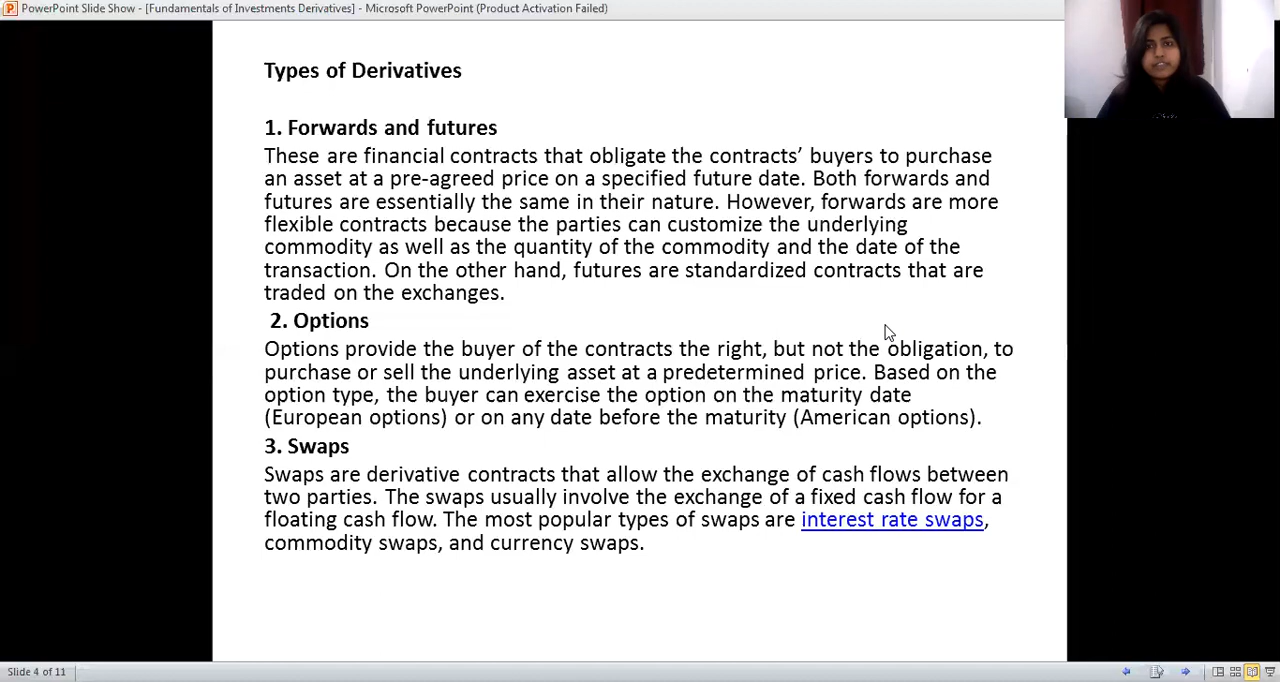 PowerPoint Slide Show - [Fundamentals of Investments Derivatives] - Microsoft PowerPoint (Product Activation Failed)
Types of Derivatives
1. Forwards and futures
These are financial contracts that obligate the contracts’ buyers to purchase
an asset at a pre-agreed price on a specified future date. Both forwards and
futures are essentially the same in their nature. However, forwards are more
flexible contracts because the parties can customize the underlying
commodity as well as the quantity of the commodity and the date of the
transaction. On the other hand, futures are standardized contracts that are
traded on the exchanges.
2. Options
Options provide the buyer of the contracts the right, but not the obligation, to
purchase or sell the underlying asset at a predetermined price. Based on the
option type, the buyer can exercise the option on the maturity date
(European options) or on any date before the maturity (American options).
3. Swaps
Swaps are derivative contracts that allow the exchange of cash flows between
two parties. The swaps usually involve the exchange of a fixed cash flow for a
floating cash flow. The most popular types of swaps are interest rate swaps,
commodity swaps, and currency swaps.
Slide 4 of 11